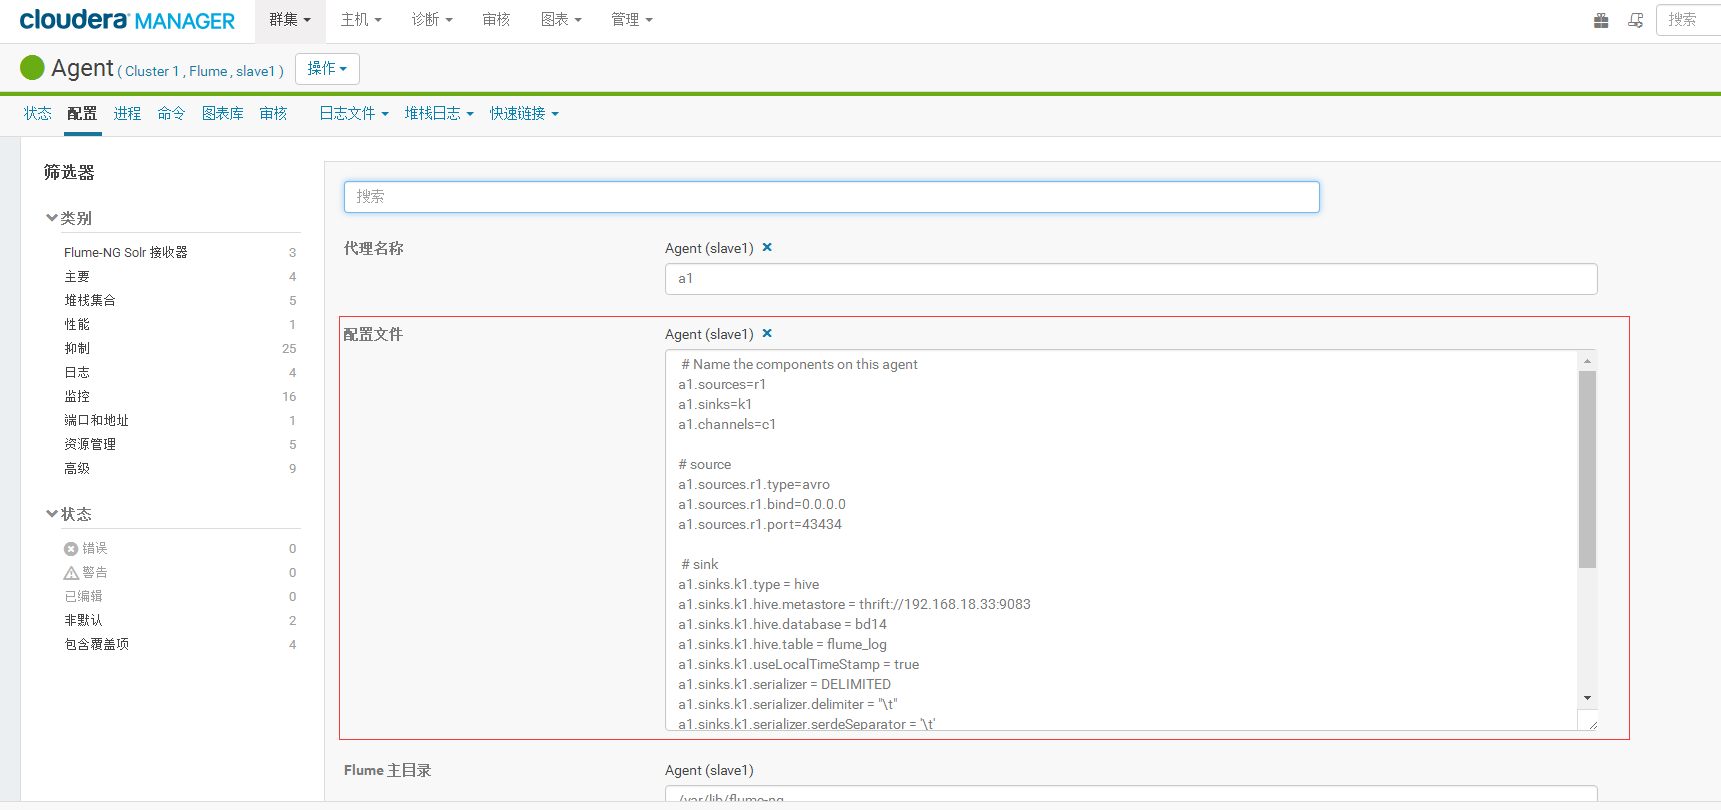 cloudera MANAGER 群集 主机 诊断 审核 图表 管理 搜索
Agent ( Cluster 1 , Flume , slave1 ) 操作
状态 配置 进程 命令 图表库 审核 日志文件 堆栈日志 快速链接
筛选器
类别
Flume-NG Solr 接收器 3
主要 4
堆栈集合 5
性能 1
抑制 25
日志 4
监控 16
端口和地址 1
资源管理 5
高级 9
状态
错误 0
警告 0
已编辑 0
非默认 2
包含覆盖项 4
搜索
代理名称 Agent (slave1)
a1
配置文件 Agent (slave1)
# Name the components on this agent
a1.sources=r1
a1.sinks=k1
a1.channels=c1
# source
a1.sources.r1.type=avro
a1.sources.r1.bind=0.0.0.0
a1.sources.r1.port=43434
# sink
a1.sinks.k1.type = hive
a1.sinks.k1.hive.metastore = thrift://192.168.18.33:9083
a1.sinks.k1.hive.database = bd14
a1.sinks.k1.hive.table = flume_log
a1.sinks.k1.useLocalTimeStamp = true
a1.sinks.k1.serializer = DELIMITED
a1.sinks.k1.serializer.delimiter = "\t"
a1.sinks.k1.serializer.serdeSeparator = '\t'
Flume 主目录 Agent (slave1)
/var/lib/flume-ng